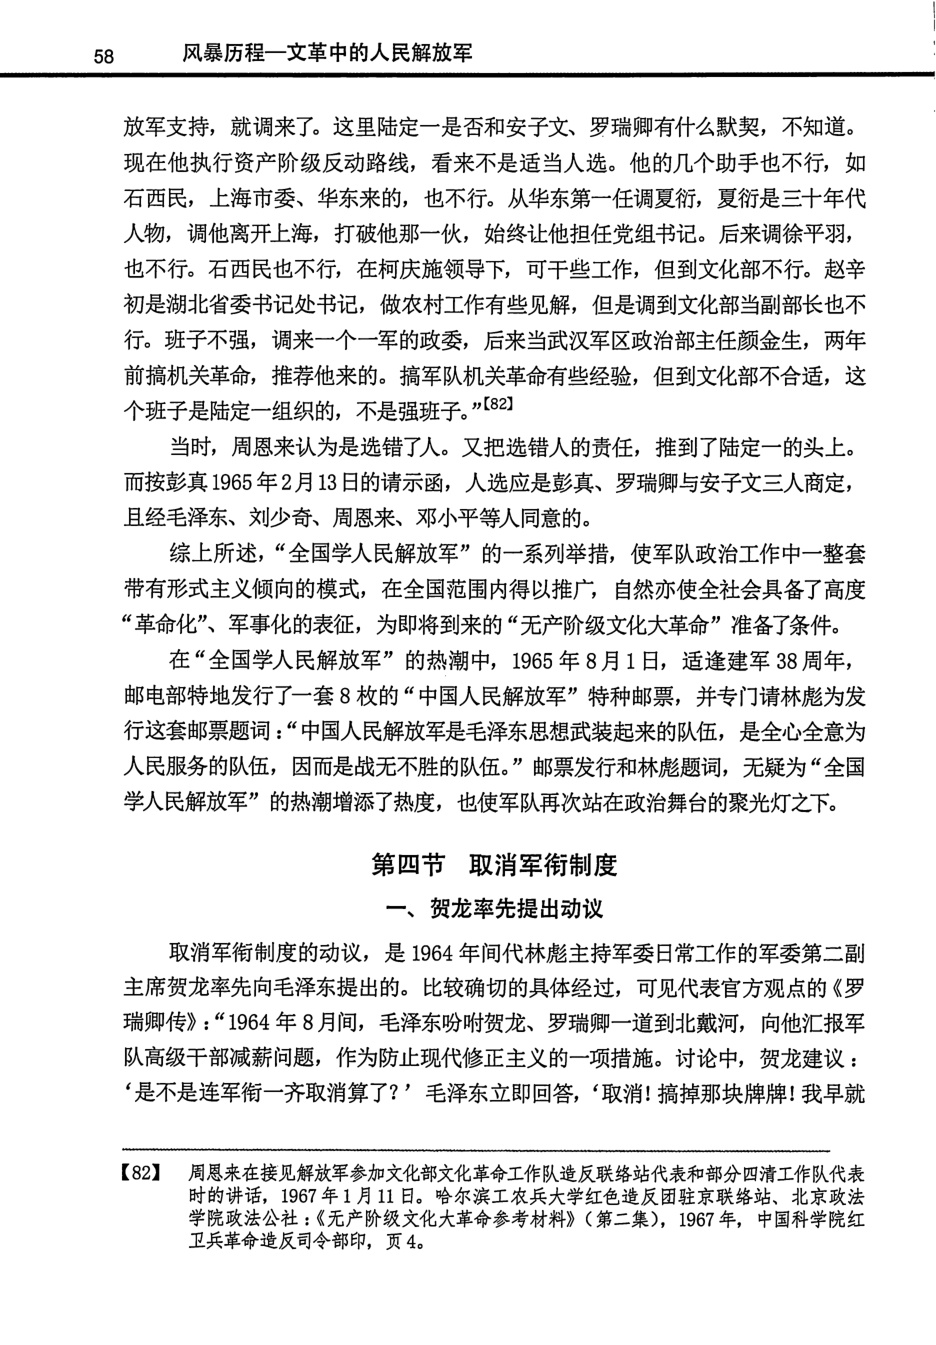 58 风暴历程—文革中的人民解放军
放军支持，就调来了。这里陆定一是否和安子文、罗瑞卿有什么默契，不知道。
现在他执行资产阶级反动路线，看来不是适当人选。他的几个助手也不行，如
石西民，上海市委、华东来的，也不行。从华东第一任调夏衍，夏衍是三十年代
人物，调他离开上海，打破他那一伙，始终让他担任党组书记。后来调徐平羽，
也不行。石西民也不行，在柯庆施领导下，可干些工作，但到文化部不行。赵辛
初是湖北省委书记处书记，做农村工作有些见解，但是调到文化部当副部长也不
行。班子不强，调来一个一军的政委，后来当武汉军区政治部主任颜金生，两年
前搞机关革命，推荐他来的。搞军队机关革命有些经验，但到文化部不合适，这
个班子是陆定一组织的，不是强班子。”【82】
当时，周恩来认为是选错了人。又把选错人的责任，推到了陆定一的头上。
而按彭真1965年2月13日的请示函，人选应是彭真、罗瑞卿与安子文三人商定，
且经毛泽东、刘少奇、周恩来、邓小平等人同意的。
综上所述，“全国学人民解放军”的一系列举措，使军队政治工作中一整套
带有形式主义倾向的模式，在全国范围内得以推广，自然亦使全社会具备了高度
“革命化”、军事化的表征，为即将到来的“无产阶级文化大革命”准备了条件。
在“全国学人民解放军”的热潮中，1965年8月1日，适逢建军38周年，
邮电部特地发行了一套8枚的“中国人民解放军”特种邮票，并专门请林彪为发
行这套邮票题词：“中国人民解放军是毛泽东思想武装起来的队伍，是全心全意为
人民服务的队伍，因而是战无不胜的队伍。”邮票发行和林彪题词，无疑为“全国
学人民解放军”的热潮增添了热度，也使军队再次站在政治舞台的聚光灯之下。
第四节 取消军衔制度
一、贺龙率先提出动议
取消军衔制度的动议，是1964年间代林彪主持军委日常工作的军委第二副
主席贺龙率先向毛泽东提出的。比较确切的具体经过，可见代表官方观点的《罗
瑞卿传》：“1964年8月间，毛泽东吩咐贺龙、罗瑞卿一道到北戴河，向他汇报军
队高级干部减薪问题，作为防止现代修正主义的一项措施。讨论中，贺龙建议：
‘是不是连军衔一齐取消算了？’毛泽东立即回答，‘取消！搞掉那块牌牌！我早就
【82】 周恩来在接见解放军参加文化部文化革命工作队造反联络站代表和部分四清工作队代表
时的讲话，1967年1月11日。哈尔滨工农兵大学红色造反团驻京联络站、北京政法
学院政法公社：《无产阶级文化大革命参考材料》（第二集），1967年，中国科学院红
卫兵革命造反司令部印，页4。